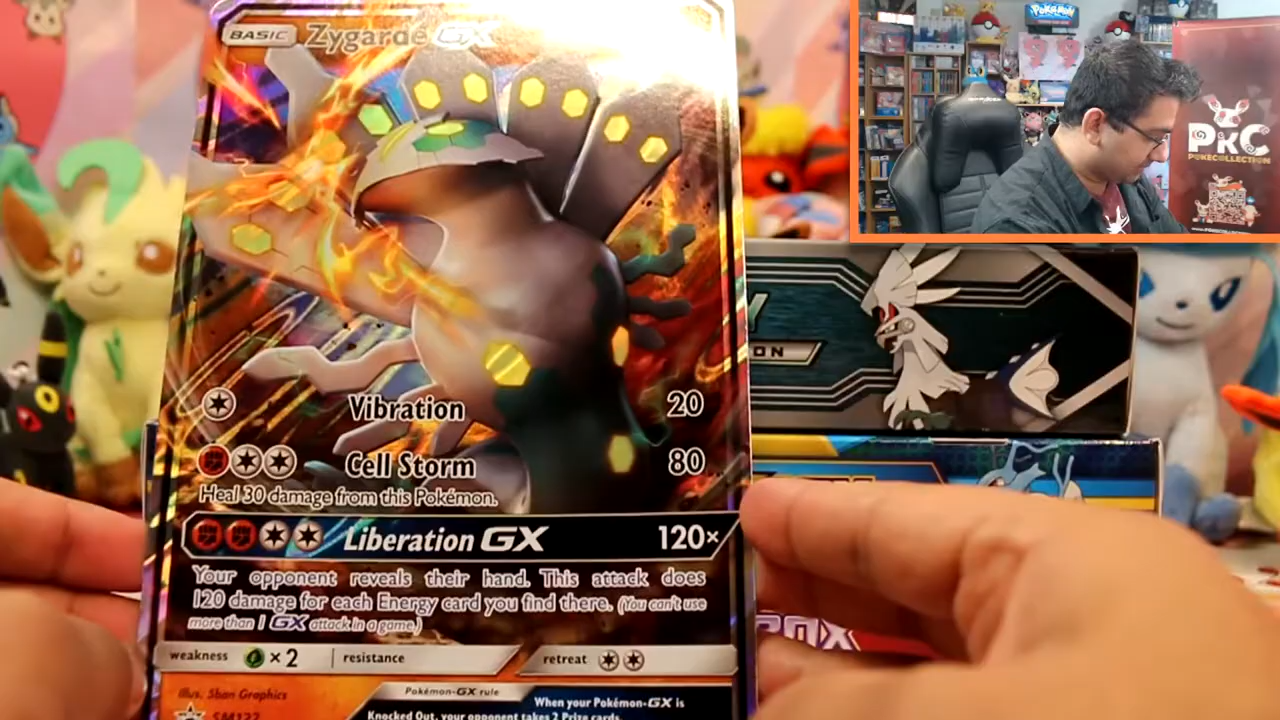 BASIC Zygarde GX
Vibration 20
Cell Storm 80
Heal 30 damage from this Pokémon.
Liberation GX 120×
Your opponent reveals their hand. This attack does
120 damage for each Energy card you find there. (You can't use
more than 1 GX attack in a game.)
weakness ×2 resistance retreat
Illus. 5ban Graphics
Pokémon-GX rule
When your Pokémon-GX is
Knocked Out, your opponent takes 2 Prize cards.
Pokémon
PKC
POKECOLLECTION